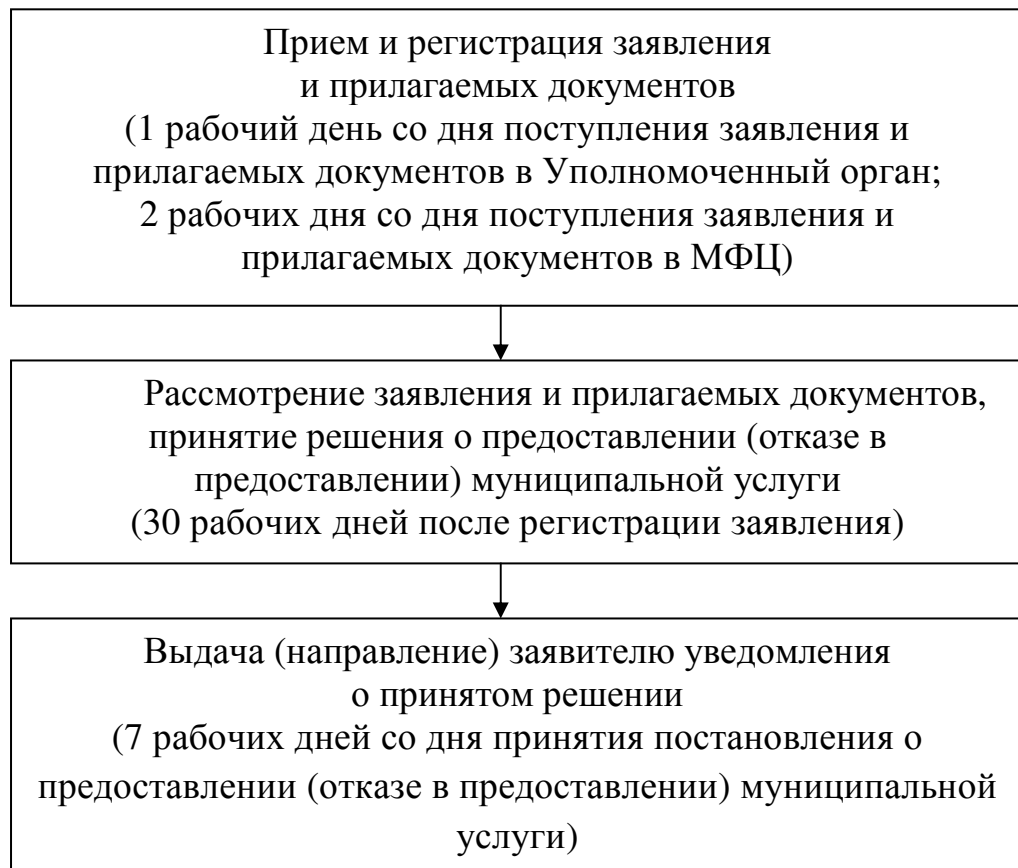 Прием и регистрация заявления
и прилагаемых документов
(1 рабочий день со дня поступления заявления и
прилагаемых документов в Уполномоченный орган;
2 рабочих дня со дня поступления заявления и
прилагаемых документов в МФЦ)
Рассмотрение заявления и прилагаемых документов,
принятие решения о предоставлении (отказе в
предоставлении) муниципальной услуги
(30 рабочих дней после регистрации заявления)
Выдача (направление) заявителю уведомления
о принятом решении
(7 рабочих дней со дня принятия постановления о
предоставлении (отказе в предоставлении) муниципальной
услуги)